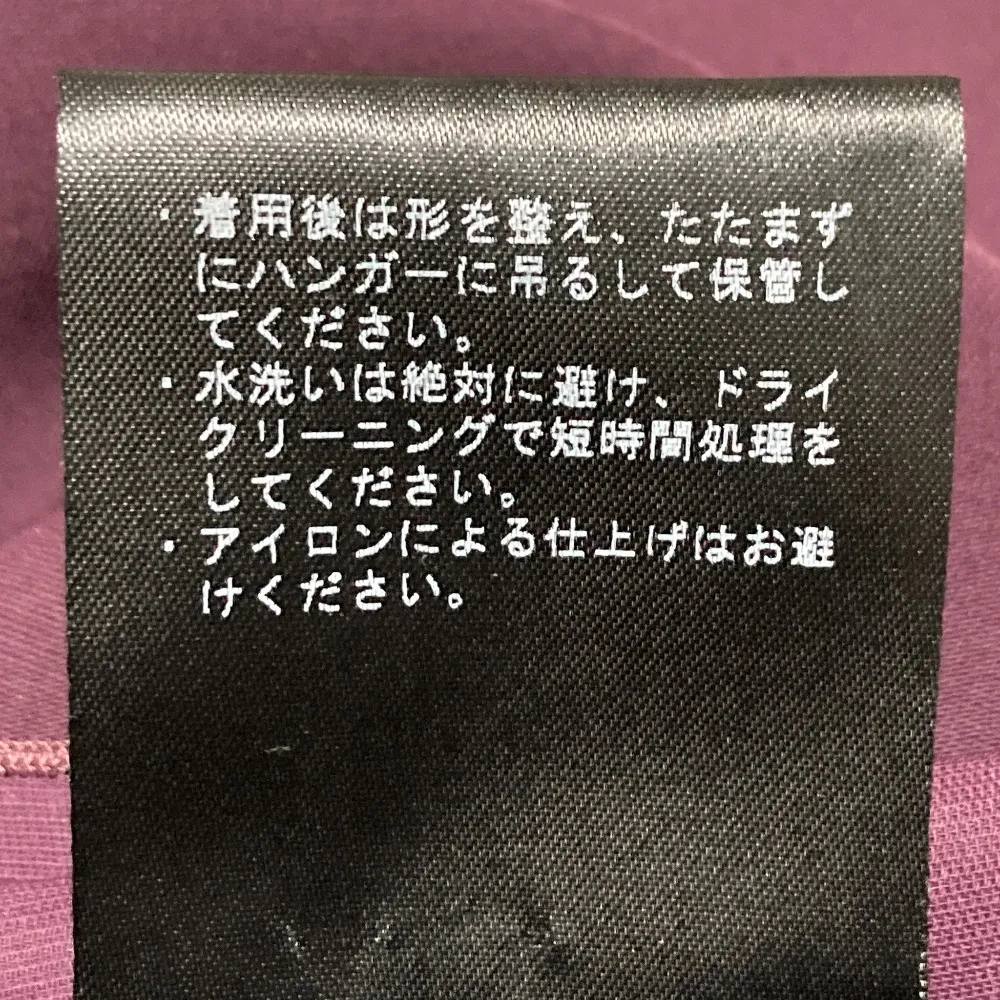 ・着用後は形を整え、たたまず
にハンガーに吊るして保管し
てください。
・水洗いは絶対に避け、ドライ
クリーニングで短時間処理を
してください。
・アイロンによる仕上げはお避
けください。